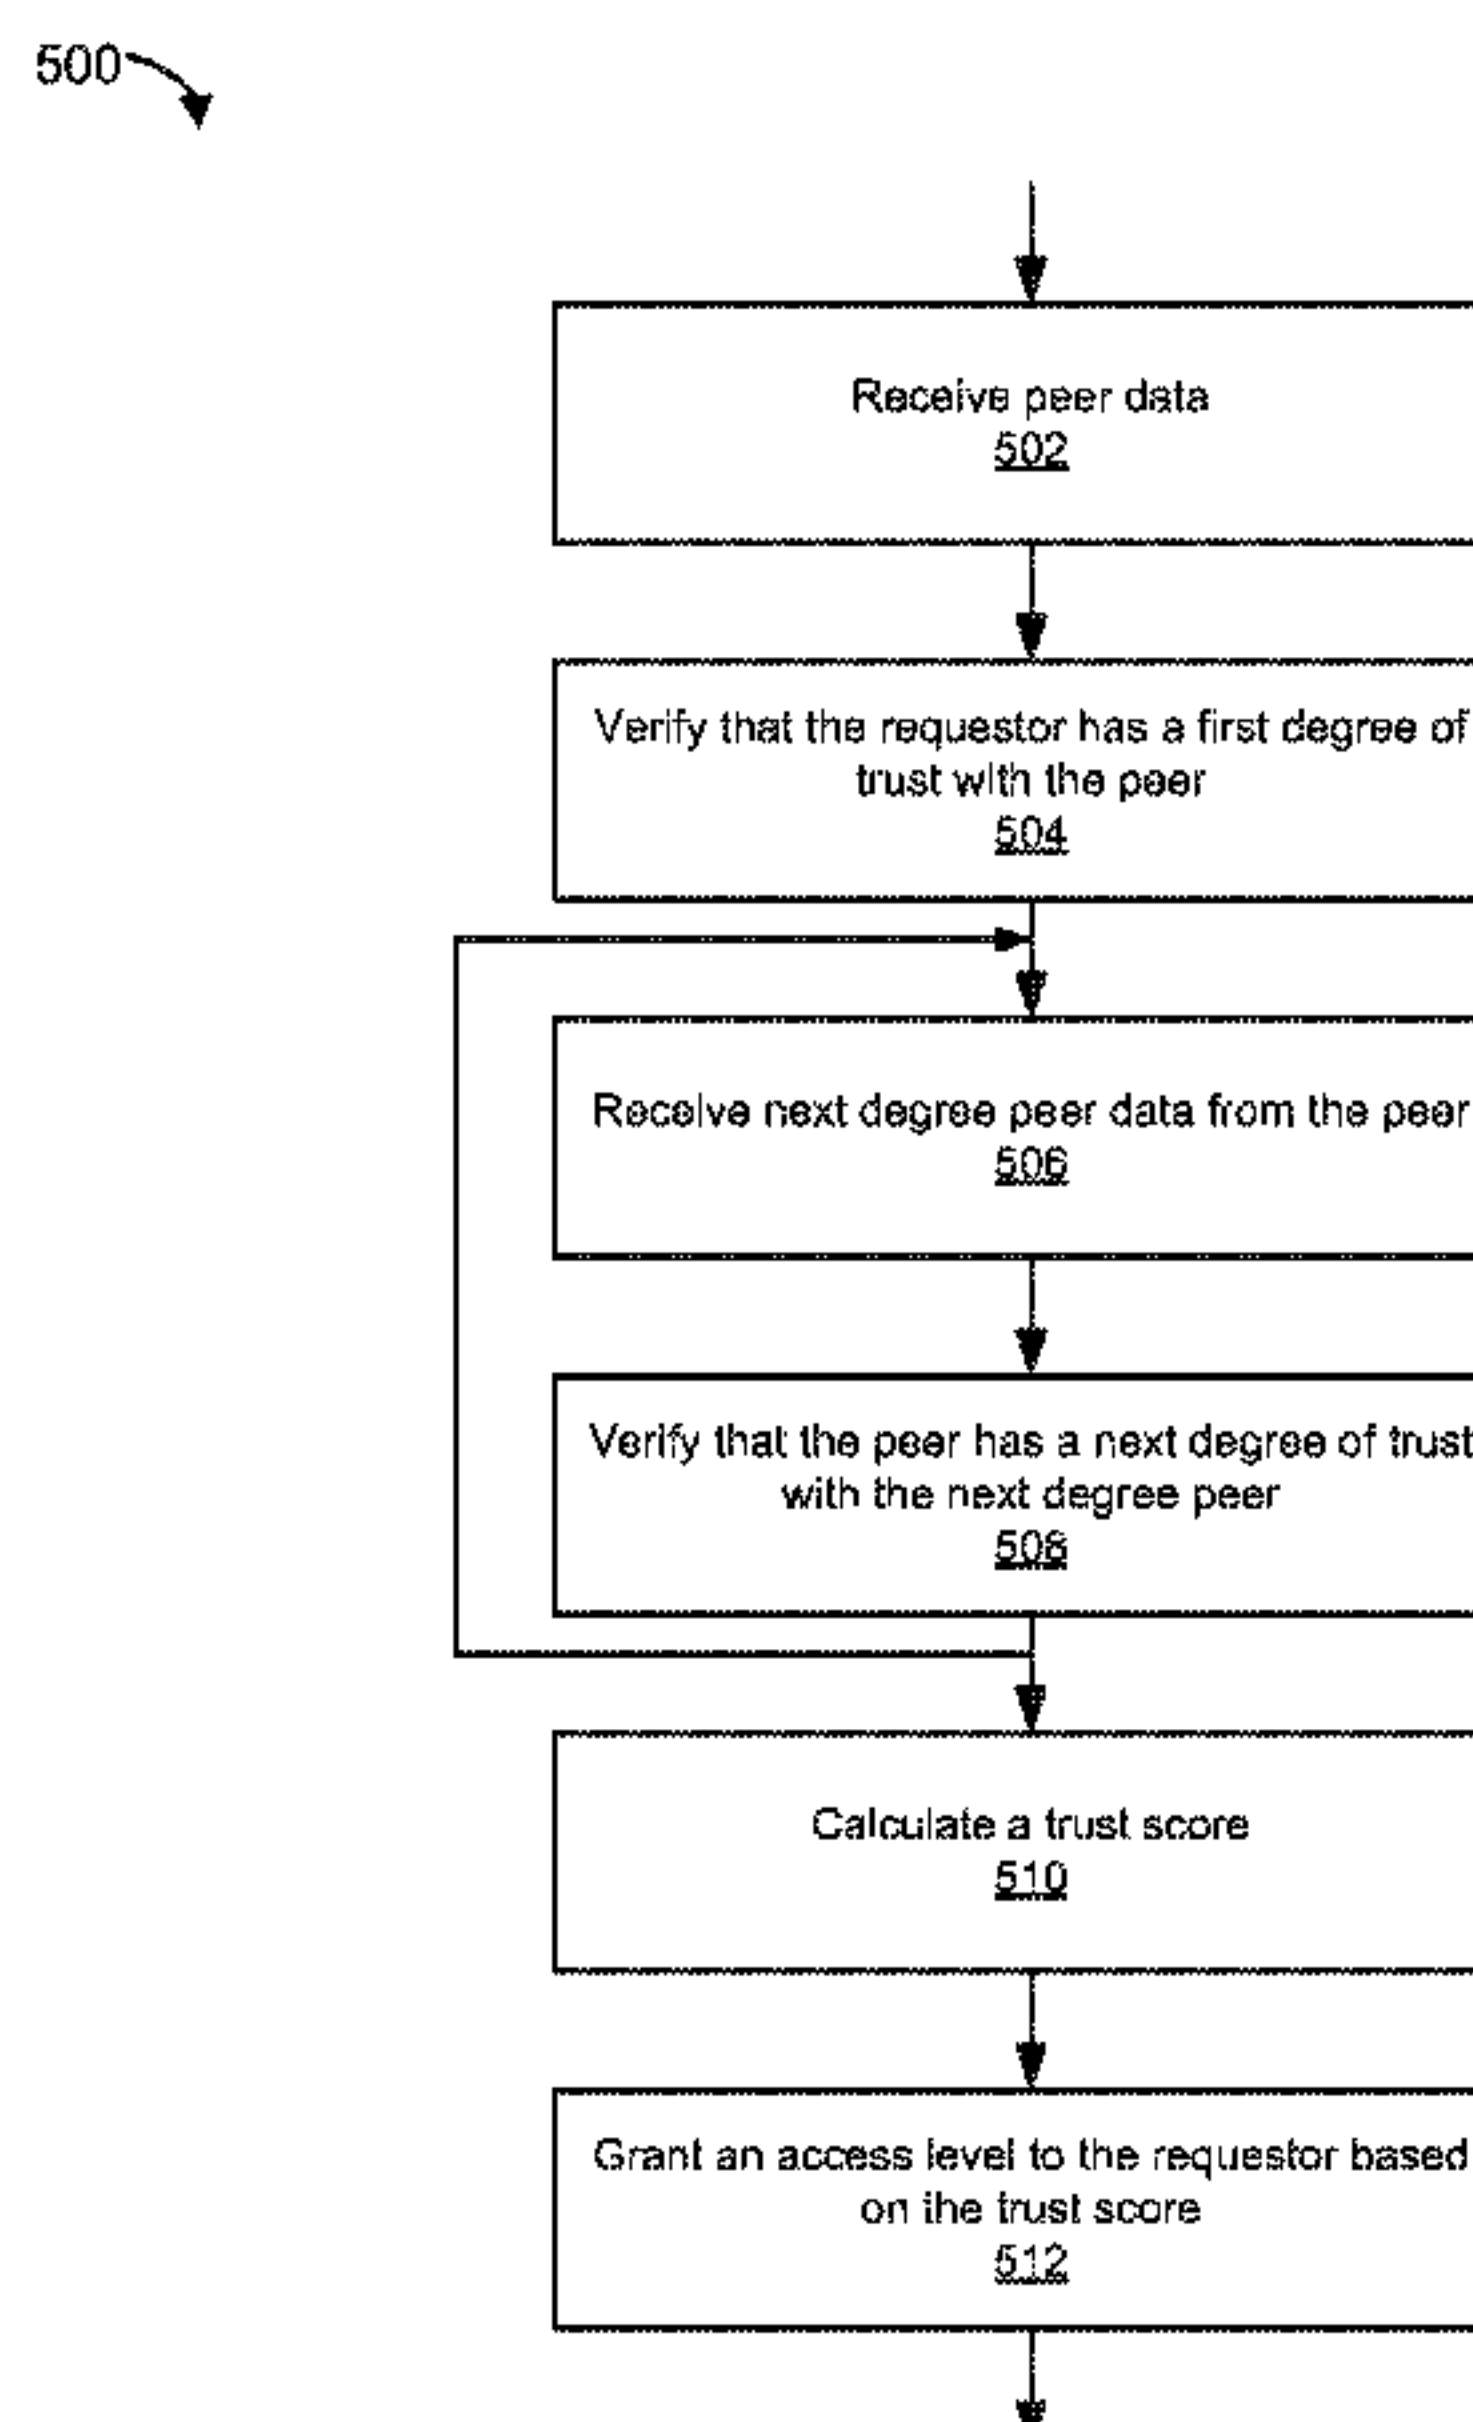 500
Receive peer data
502
Verify that the requestor has a first degree of
trust with the peer
504
Receive next degree peer data from the peer
506
Verify that the peer has a next degree of trust
with the next degree peer
508
Calculate a trust score
510
Grant an access level to the requestor based
on the trust score
512